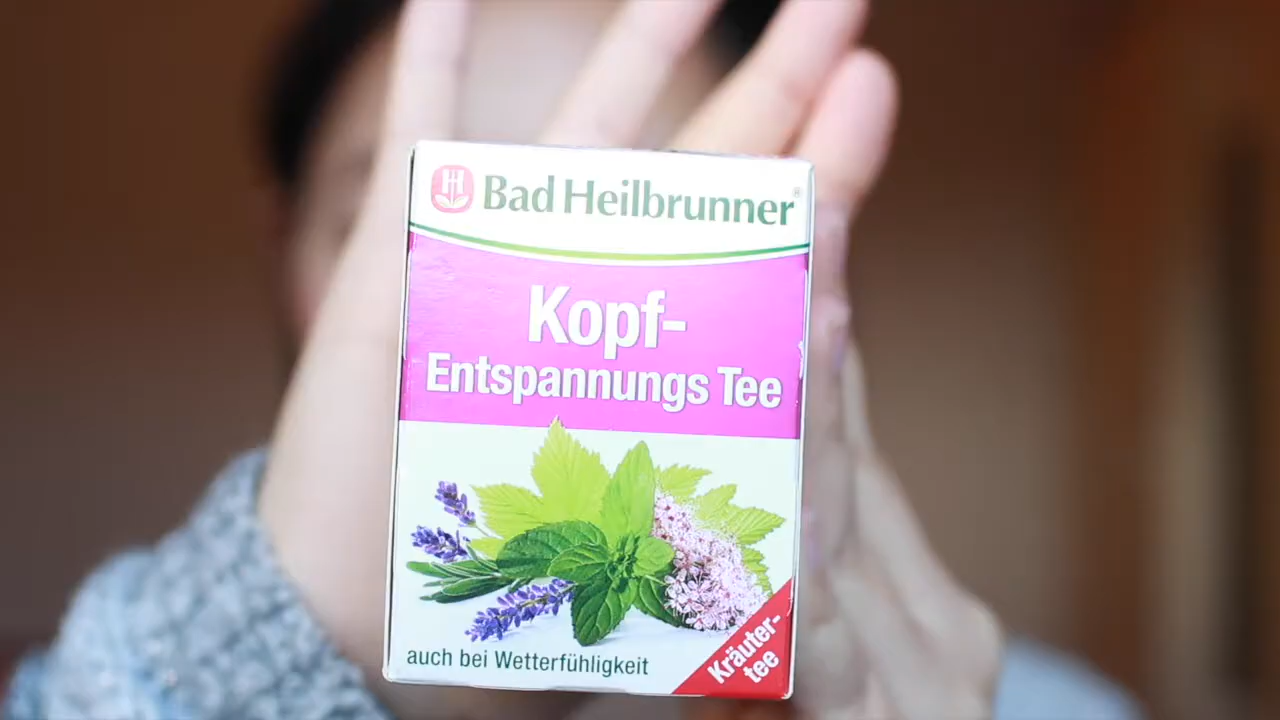 Bad Heilbrunner®
Kopf-
Entspannungs Tee
auch bei Wetterfühligkeit
Kräuter-
tee